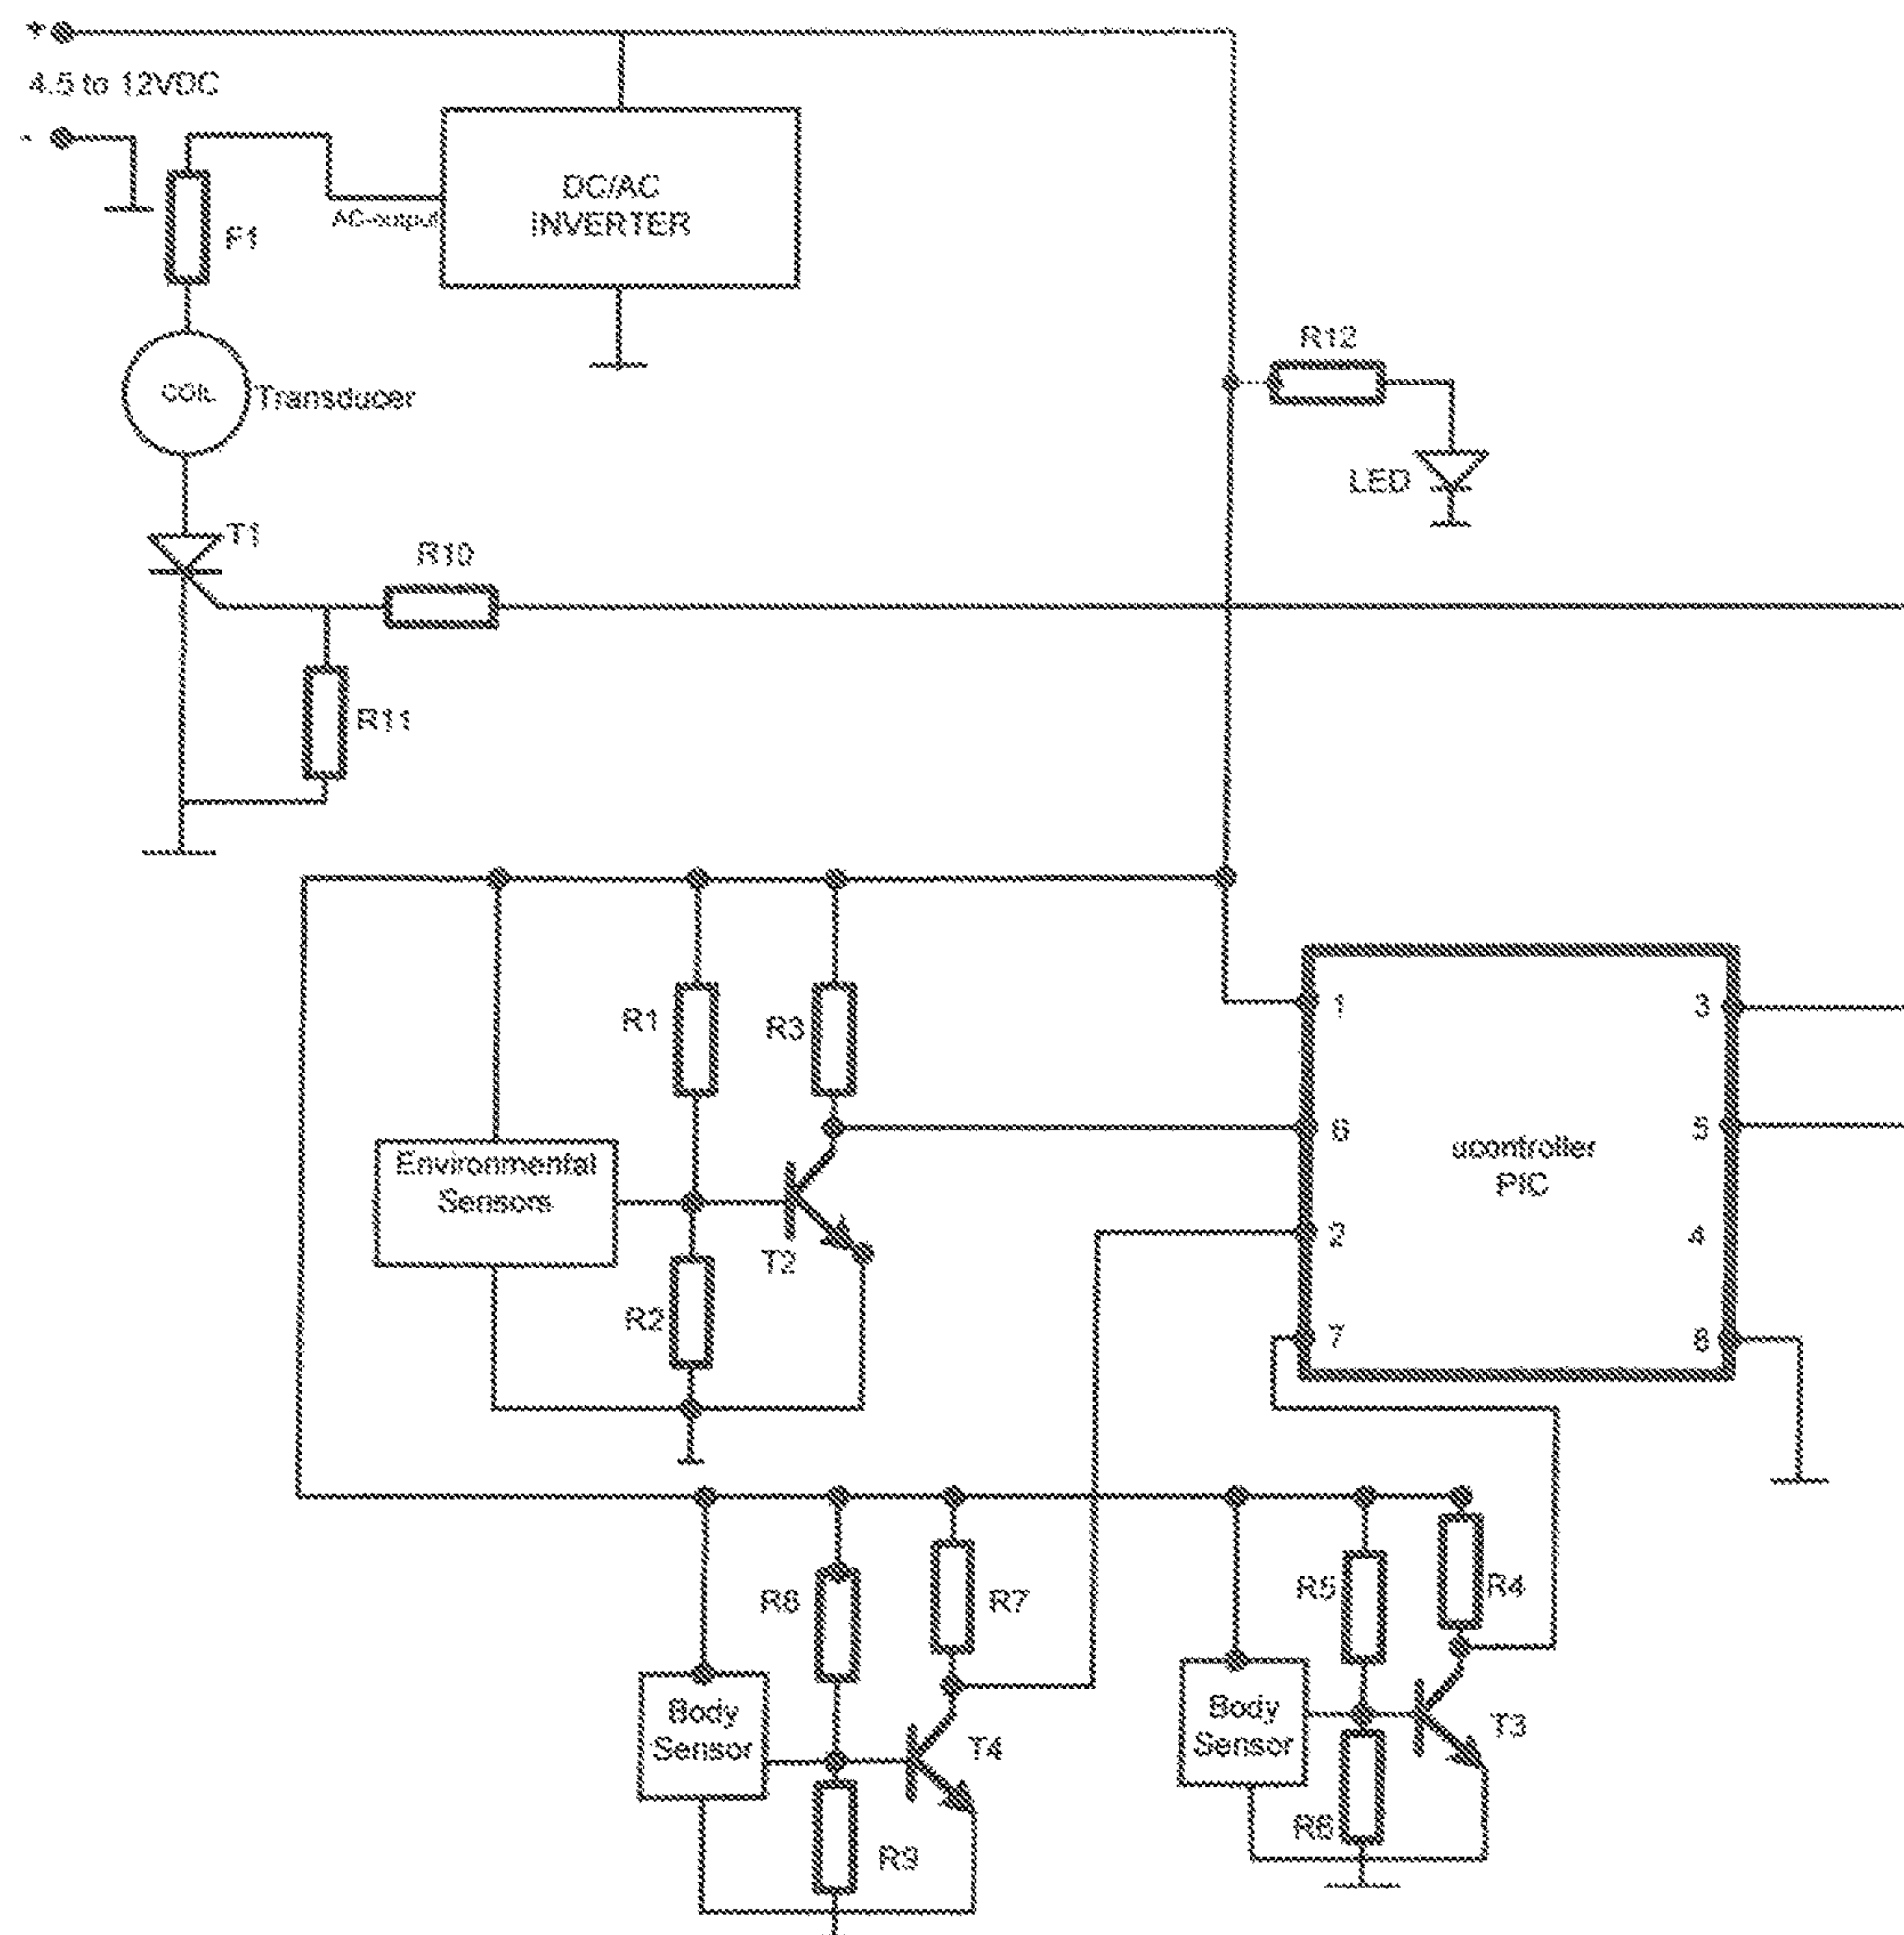 +
4.5 to 12VDC
-
F1
AC-output
DC/AC
INVERTER
R12
COIL
Transducer
LED
T1
R10
R11
R1
R3
1
3
6
5
ucontroller
PIC
Environmental
Sensors
2
4
T2
R2
7
8
R8
R7
R5
R4
Body
Sensor
T4
Body
Sensor
T3
R9
R6